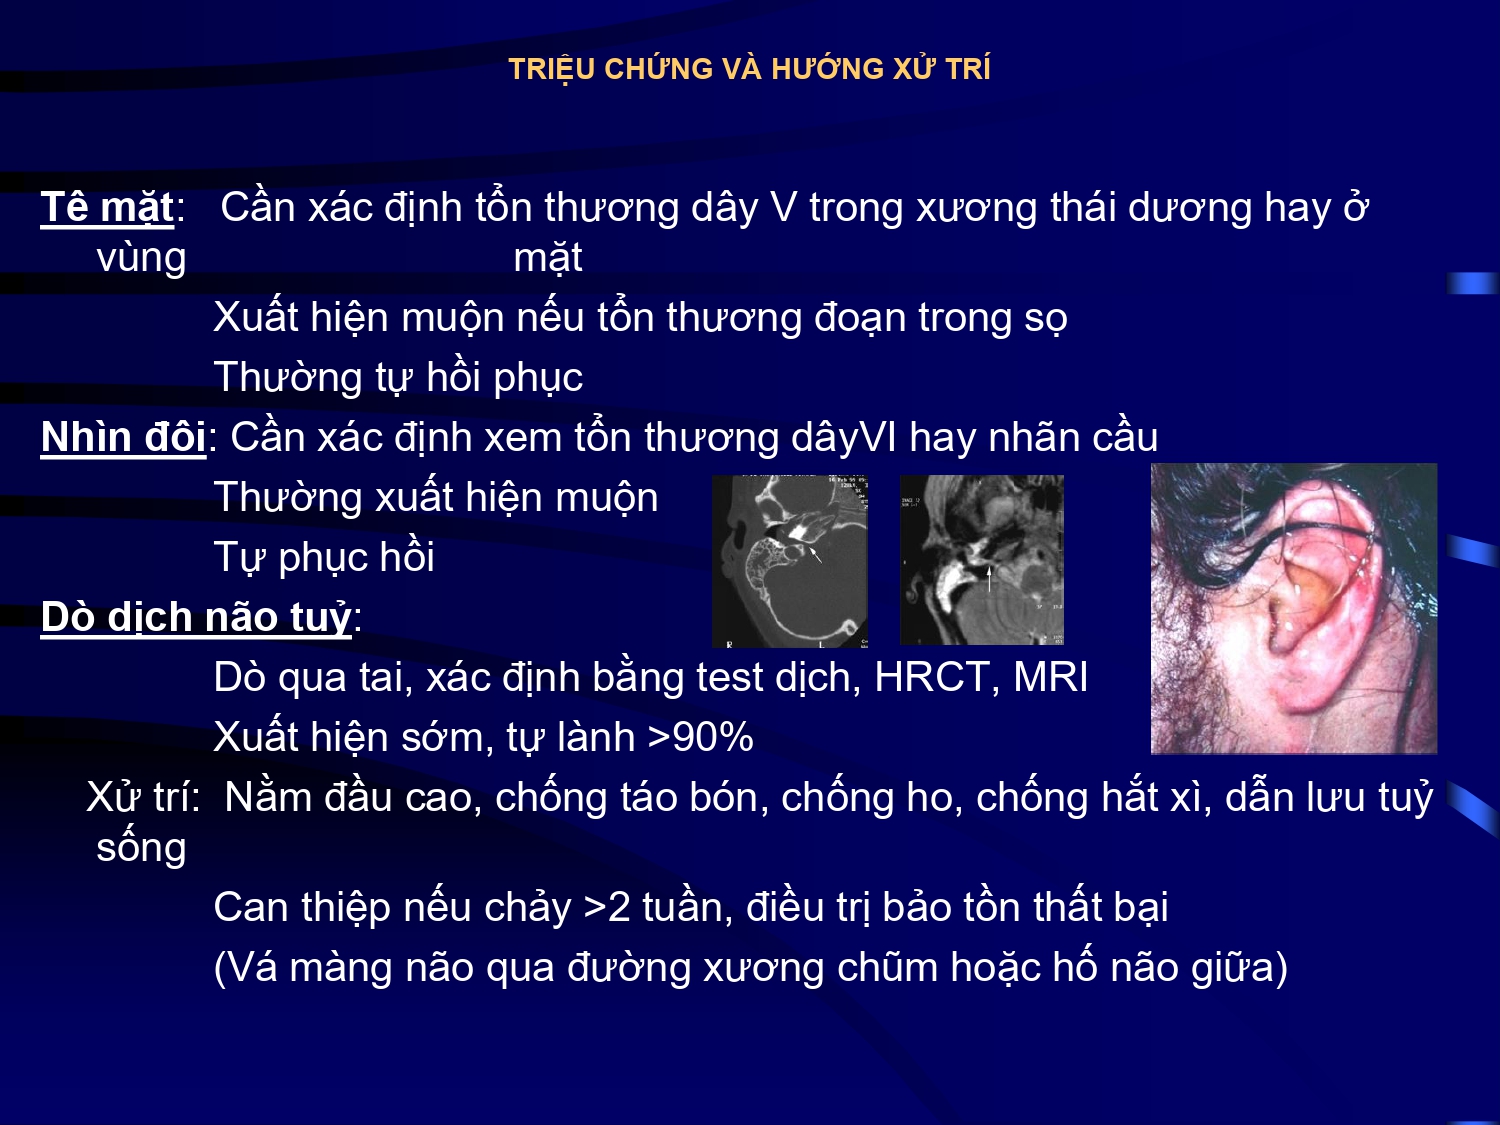 TRIỆU CHỨNG VÀ HƯỚNG XỬ TRÍ
Tê mặt: Cần xác định tổn thương dây V trong xương thái dương hay ở
vùng mặt
Xuất hiện muộn nếu tổn thương đoạn trong sọ
Thường tự hồi phục
Nhìn đôi: Cần xác định xem tổn thương dâyVI hay nhãn cầu
Thường xuất hiện muộn
Tự phục hồi
Dò dịch não tuỷ:
Dò qua tai, xác định bằng test dịch, HRCT, MRI
Xuất hiện sớm, tự lành >90%
Xử trí: Nằm đầu cao, chống táo bón, chống ho, chống hắt xì, dẫn lưu tuỷ
sống
Can thiệp nếu chảy >2 tuần, điều trị bảo tồn thất bại
(Vá màng não qua đường xương chũm hoặc hố não giữa)
R L